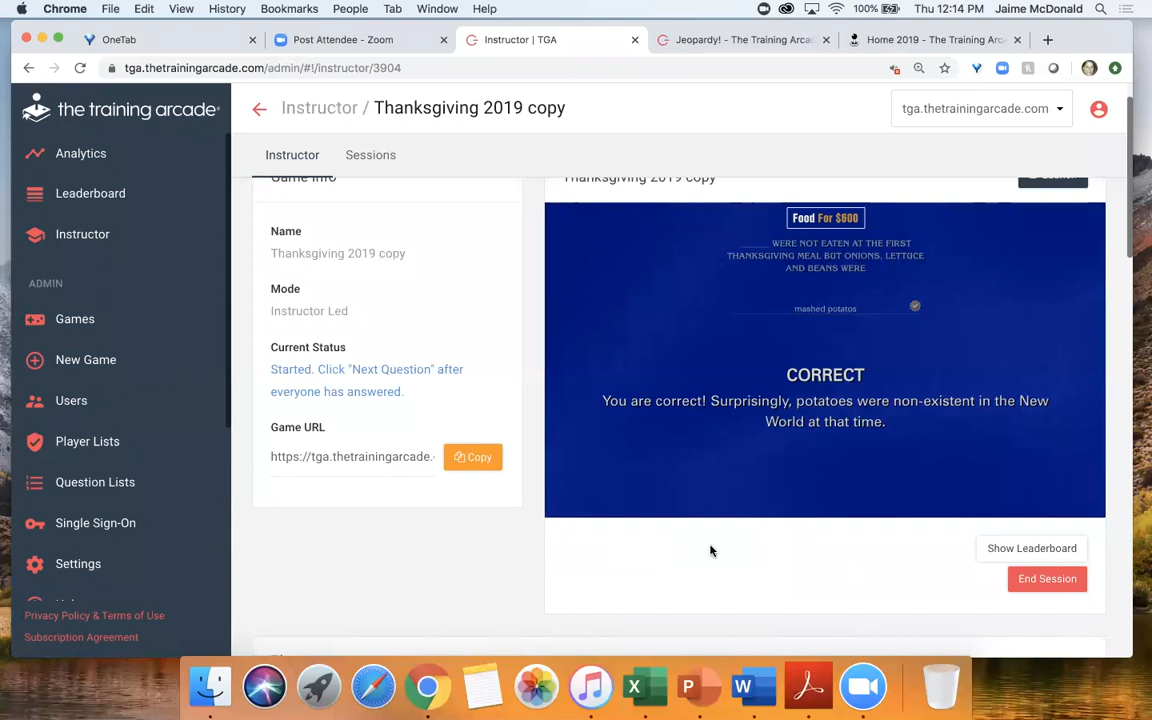 Chrome File Edit View History Bookmarks People Tab Window Help 100% Thu 12:14 PM Jaime McDonald
OneTab
Post Attendee - Zoom
Instructor | TGA
Jeopardy! - The Training Arca
Home 2019 - The Training Arc
tga.thetrainingarcade.com/admin/#!/instructor/3904
the training arcade
Instructor / Thanksgiving 2019 copy
tga.thetrainingarcade.com
Instructor Sessions
Analytics
Leaderboard
Instructor
ADMIN
Games
New Game
Users
Player Lists
Question Lists
Single Sign-On
Settings
Privacy Policy & Terms of Use
Subscription Agreement
Game Info
Name
Thanksgiving 2019 copy
Mode
Instructor Led
Current Status
Started. Click "Next Question" after
everyone has answered.
Game URL
https://tga.thetrainingarcade.
Copy
Thanksgiving 2019 copy
Food For $600
______ WERE NOT EATEN AT THE FIRST
THANKSGIVING MEAL BUT ONIONS, LETTUCE
AND BEANS WERE
mashed potatos
CORRECT
You are correct! Surprisingly, potatoes were non-existent in the New
World at that time.
Show Leaderboard
End Session